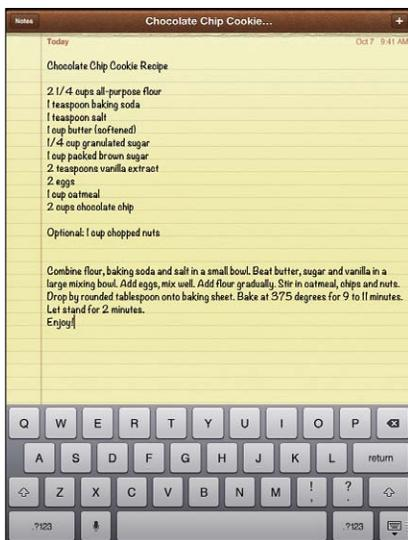 Notes
Chocolate Chip Cookie...
+
Today
Oct 7 9:41 AM
Chocolate Chip Cookie Recipe
2 1/4 cups all-purpose flour
1 teaspoon baking soda
1 teaspoon salt
1 cup butter (softened)
1/4 cup granulated sugar
1 cup packed brown sugar
2 teaspoons vanilla extract
2 eggs
1 cup oatmeal
2 cups chocolate chip
Optional: 1 cup chopped nuts
Combine flour, baking soda and salt in a small bowl. Beat butter, sugar and vanilla in a
large mixing bowl. Add eggs, mix well. Add flour gradually. Stir in oatmeal, chips and nuts.
Drop by rounded tablespoon onto baking sheet. Bake at 375 degrees for 9 to 11 minutes.
Let stand for 2 minutes.
Enjoy!
Q W E R T Y U I O P
A S D F G H J K L return
Z X C V B N M ! , ? .
.?123 .?123